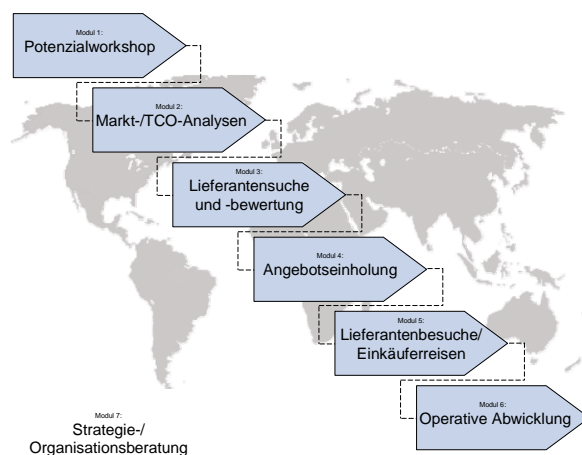 Modul 1:
Potenzialworkshop
Modul 2:
Markt-/TCO-Analysen
Modul 3:
Lieferantensuche
und -bewertung
Modul 4:
Angebotseinholung
Modul 5:
Lieferantenbesuche/
Einkäuferreisen
Modul 6:
Operative Abwicklung
Modul 7:
Strategie-/
Organisationsberatung